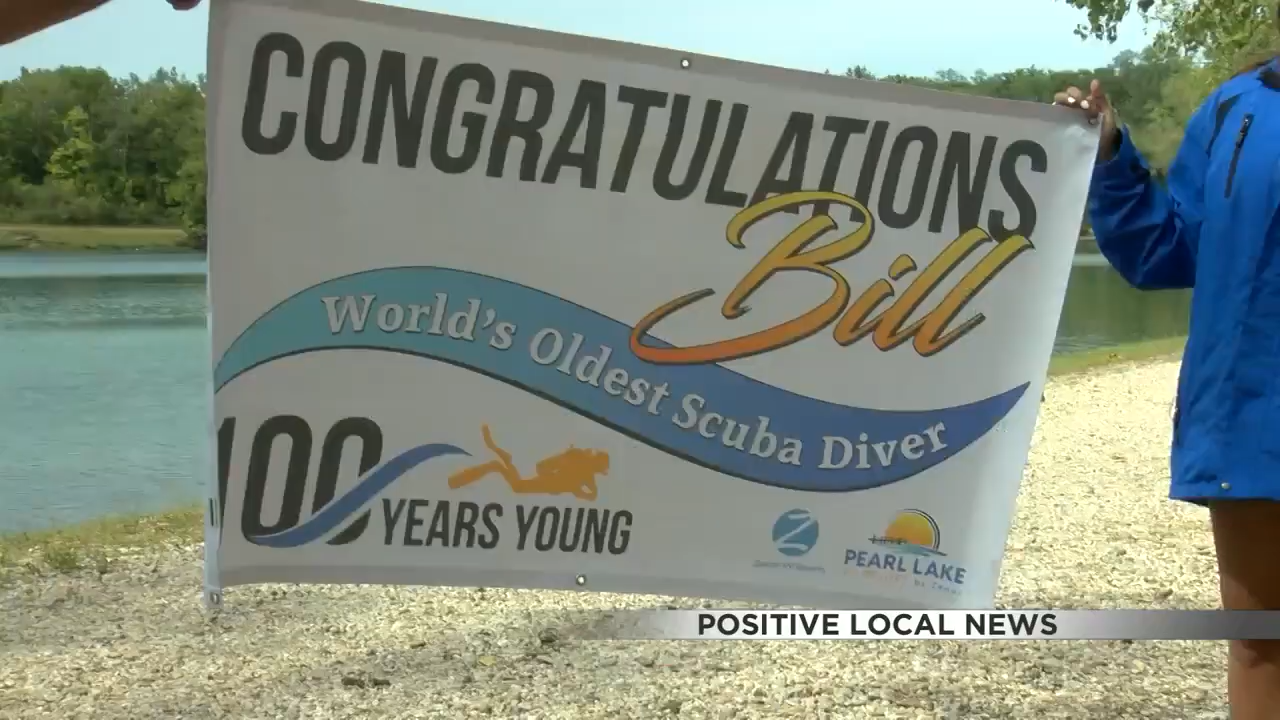 CONGRATULATIONS
Bill
World's Oldest Scuba Diver
100
YEARS YOUNG
Z
PEARL LAKE
POSITIVE LOCAL NEWS